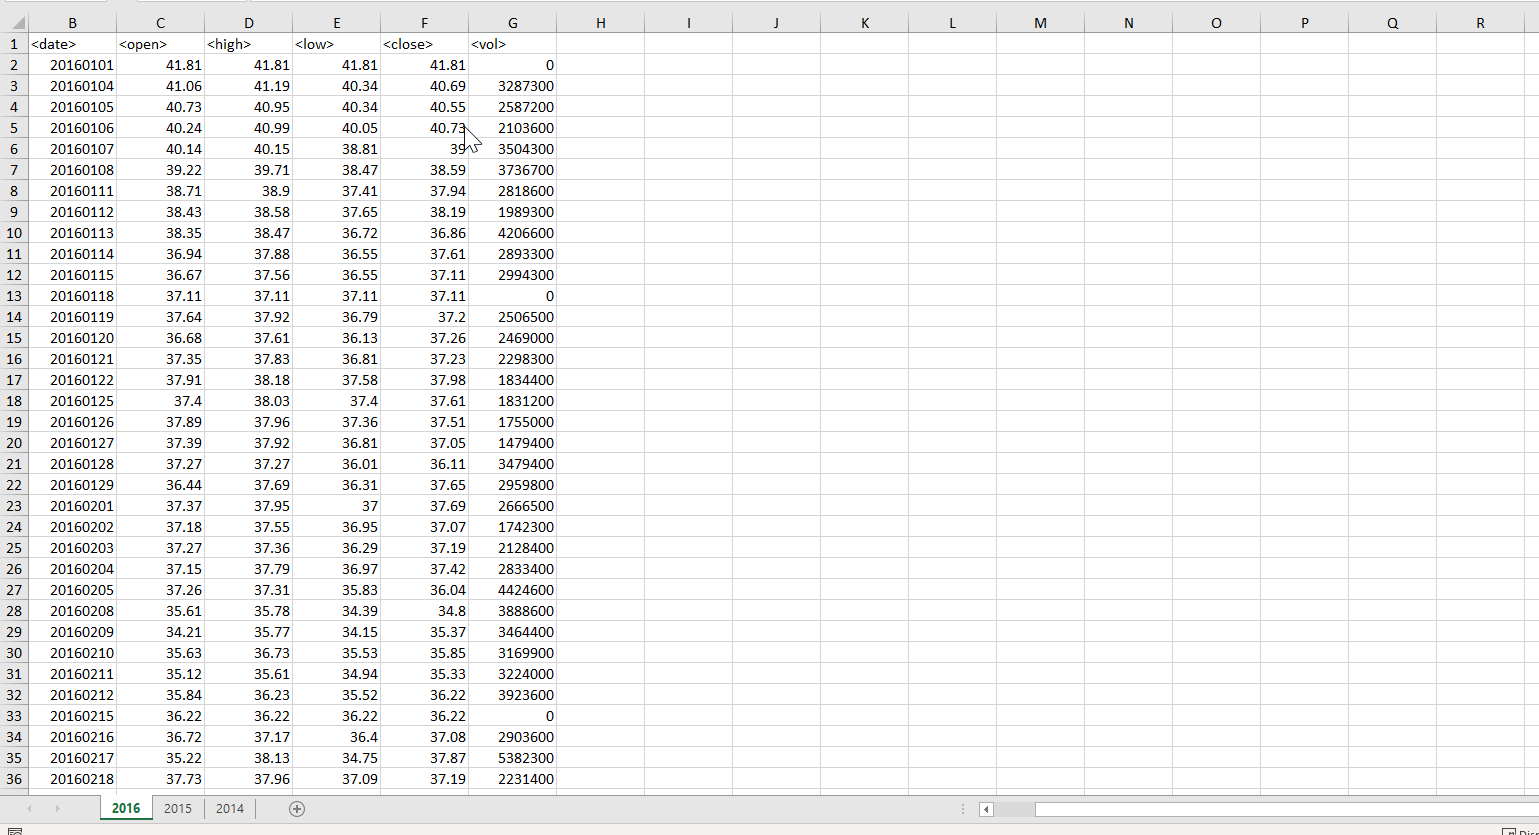 B C D E F G H I J K L M N O P Q R
1 <date> <open> <high> <low> <close> <vol>
2 20160101 41.81 41.81 41.81 41.81 0
3 20160104 41.06 41.19 40.34 40.69 3287300
4 20160105 40.73 40.95 40.34 40.55 2587200
5 20160106 40.24 40.99 40.05 40.73 2103600
6 20160107 40.14 40.15 38.81 39 3504300
7 20160108 39.22 39.71 38.47 38.59 3736700
8 20160111 38.71 38.9 37.41 37.94 2818600
9 20160112 38.43 38.58 37.65 38.19 1989300
10 20160113 38.35 38.47 36.72 36.86 4206600
11 20160114 36.94 37.88 36.55 37.61 2893300
12 20160115 36.67 37.56 36.55 37.11 2994300
13 20160118 37.11 37.11 37.11 37.11 0
14 20160119 37.64 37.92 36.79 37.2 2506500
15 20160120 36.68 37.61 36.13 37.26 2469000
16 20160121 37.35 37.83 36.81 37.23 2298300
17 20160122 37.91 38.18 37.58 37.98 1834400
18 20160125 37.4 38.03 37.4 37.61 1831200
19 20160126 37.89 37.96 37.36 37.51 1755000
20 20160127 37.39 37.92 36.81 37.05 1479400
21 20160128 37.27 37.27 36.01 36.11 3479400
22 20160129 36.44 37.69 36.31 37.65 2959800
23 20160201 37.37 37.95 37 37.69 2666500
24 20160202 37.18 37.55 36.95 37.07 1742300
25 20160203 37.27 37.36 36.29 37.19 2128400
26 20160204 37.15 37.79 36.97 37.42 2833400
27 20160205 37.26 37.31 35.83 36.04 4424600
28 20160208 35.61 35.78 34.39 34.8 3888600
29 20160209 34.21 35.77 34.15 35.37 3464400
30 20160210 35.63 36.73 35.53 35.85 3169900
31 20160211 35.12 35.61 34.94 35.33 3224000
32 20160212 35.84 36.23 35.52 36.22 3923600
33 20160215 36.22 36.22 36.22 36.22 0
34 20160216 36.72 37.17 36.4 37.08 2903600
35 20160217 35.22 38.13 34.75 37.87 5382300
36 20160218 37.73 37.96 37.09 37.19 2231400
2016 2015 2014